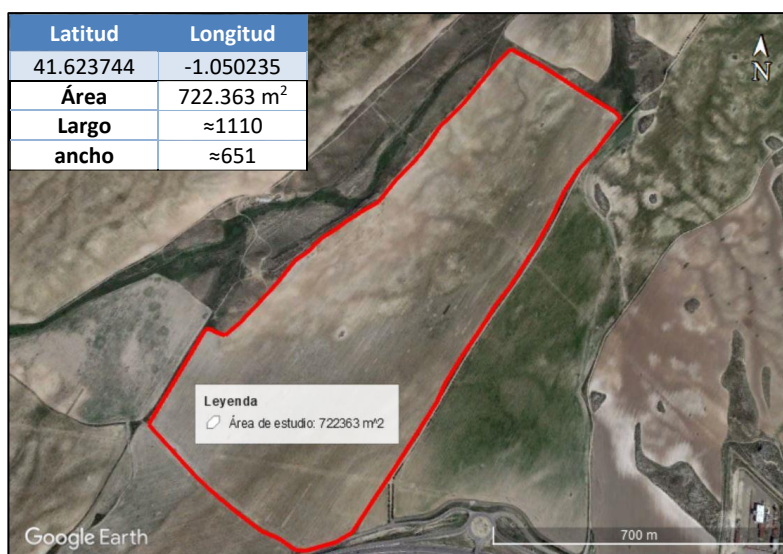 Latitud Longitud
41.623744 -1.050235
Área 722.363 m²
Largo ≈1110
ancho ≈651
N
Leyenda
Área de estudio: 722363 m^2
Google Earth
700 m